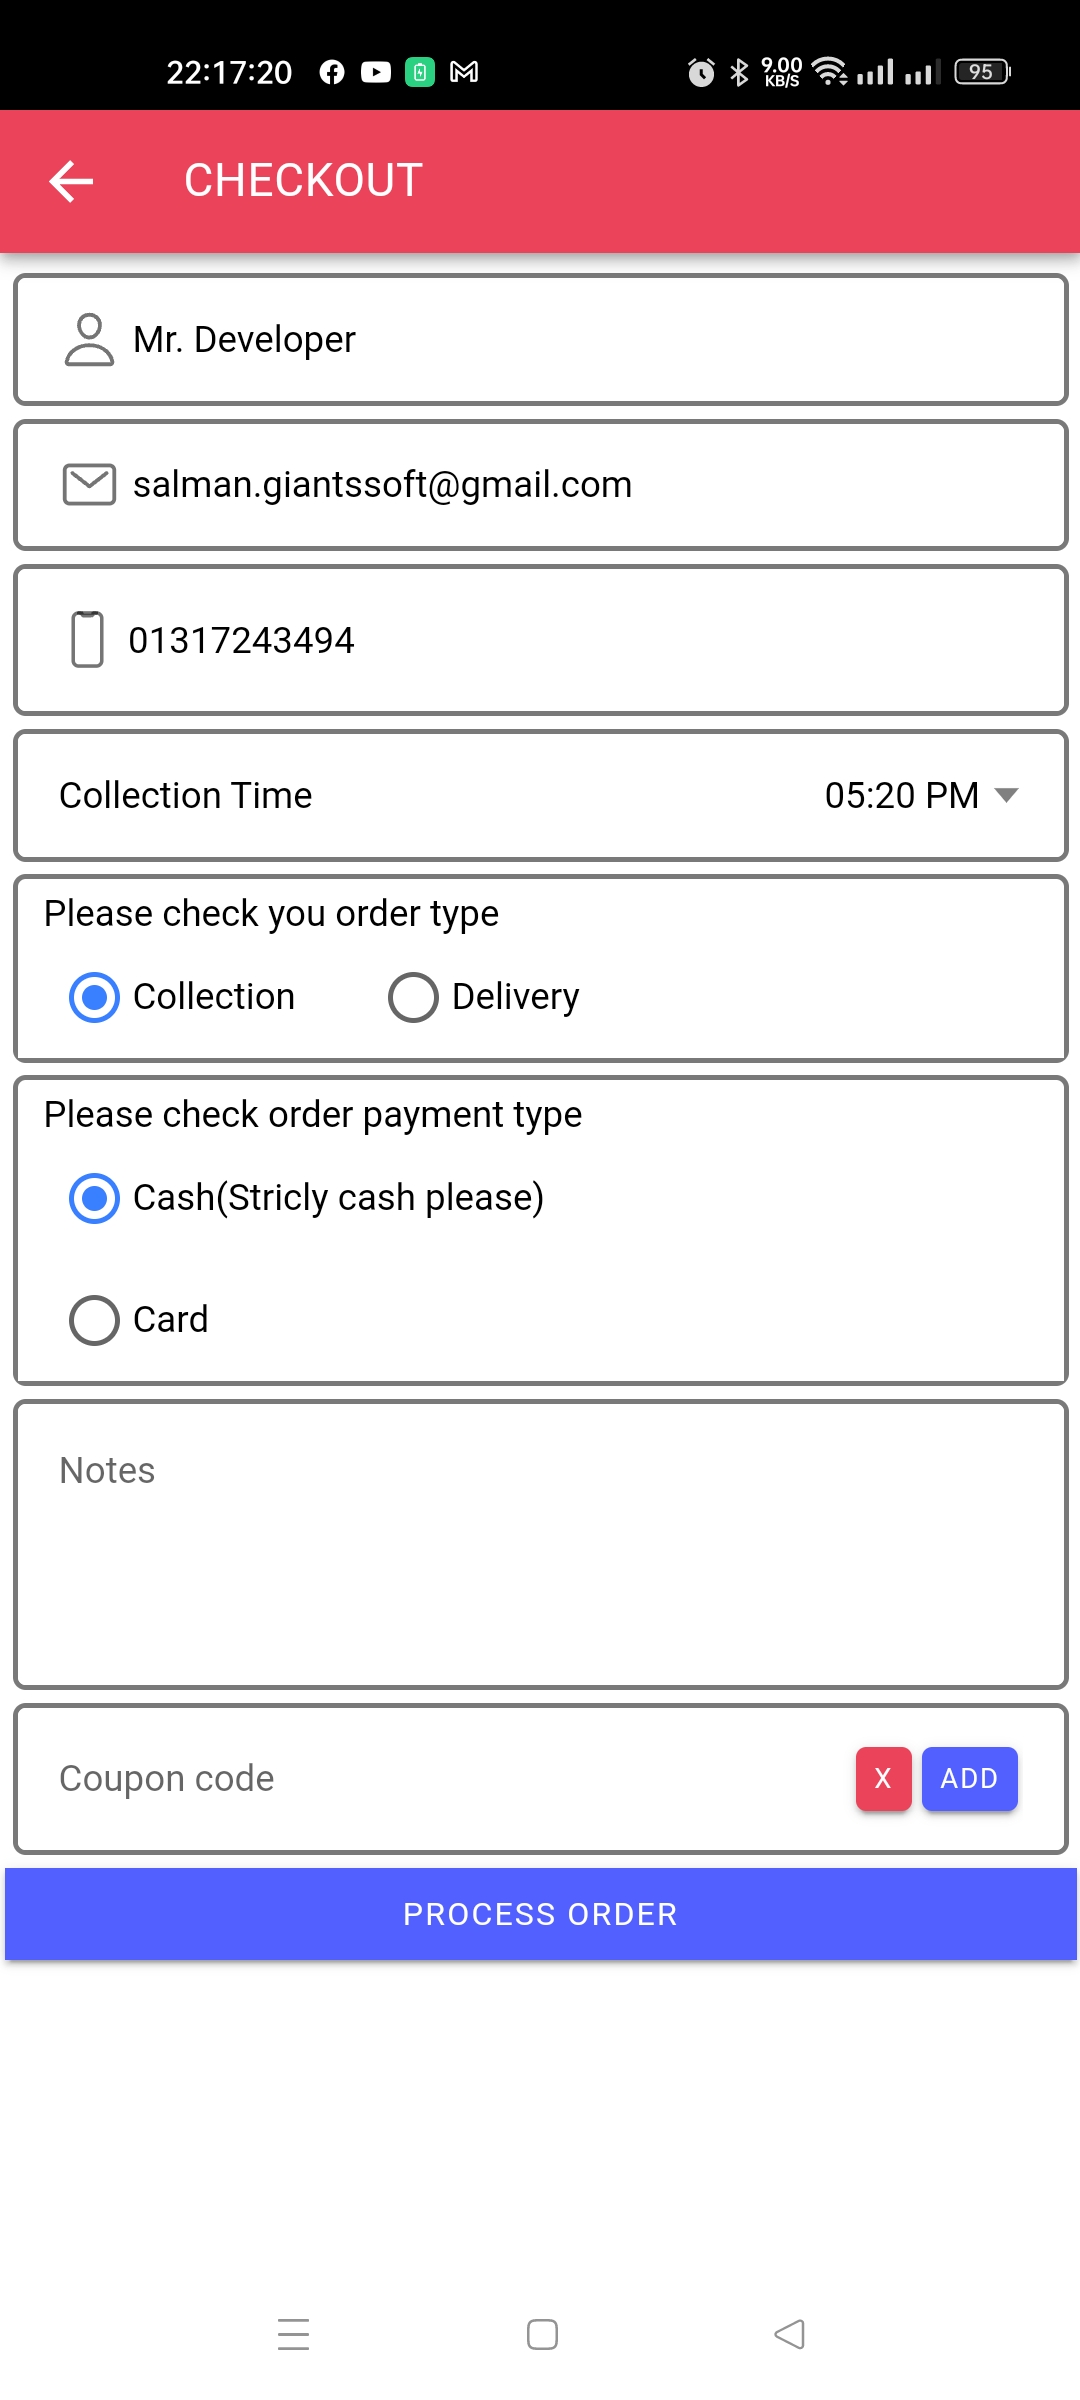 22:17:20 9.00 KB/S 95
CHECKOUT
Mr. Developer
salman.giantssoft@gmail.com
01317243494
Collection Time 05:20 PM
Please check you order type
Collection Delivery
Please check order payment type
Cash(Stricly cash please)
Card
Notes
Coupon code X ADD
PROCESS ORDER